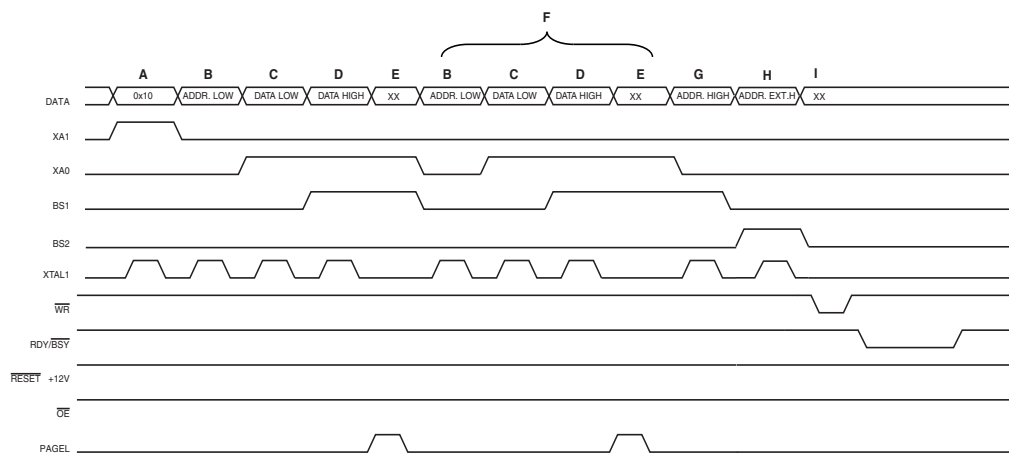 F
A B C D E B C D E G H I
DATA 0x10 ADDR. LOW DATA LOW DATA HIGH XX ADDR. LOW DATA LOW DATA HIGH XX ADDR. HIGH ADDR. EXT.H XX
XA1
XA0
BS1
BS2
XTAL1
WR
RDY/BSY
RESET +12V
OE
PAGEL